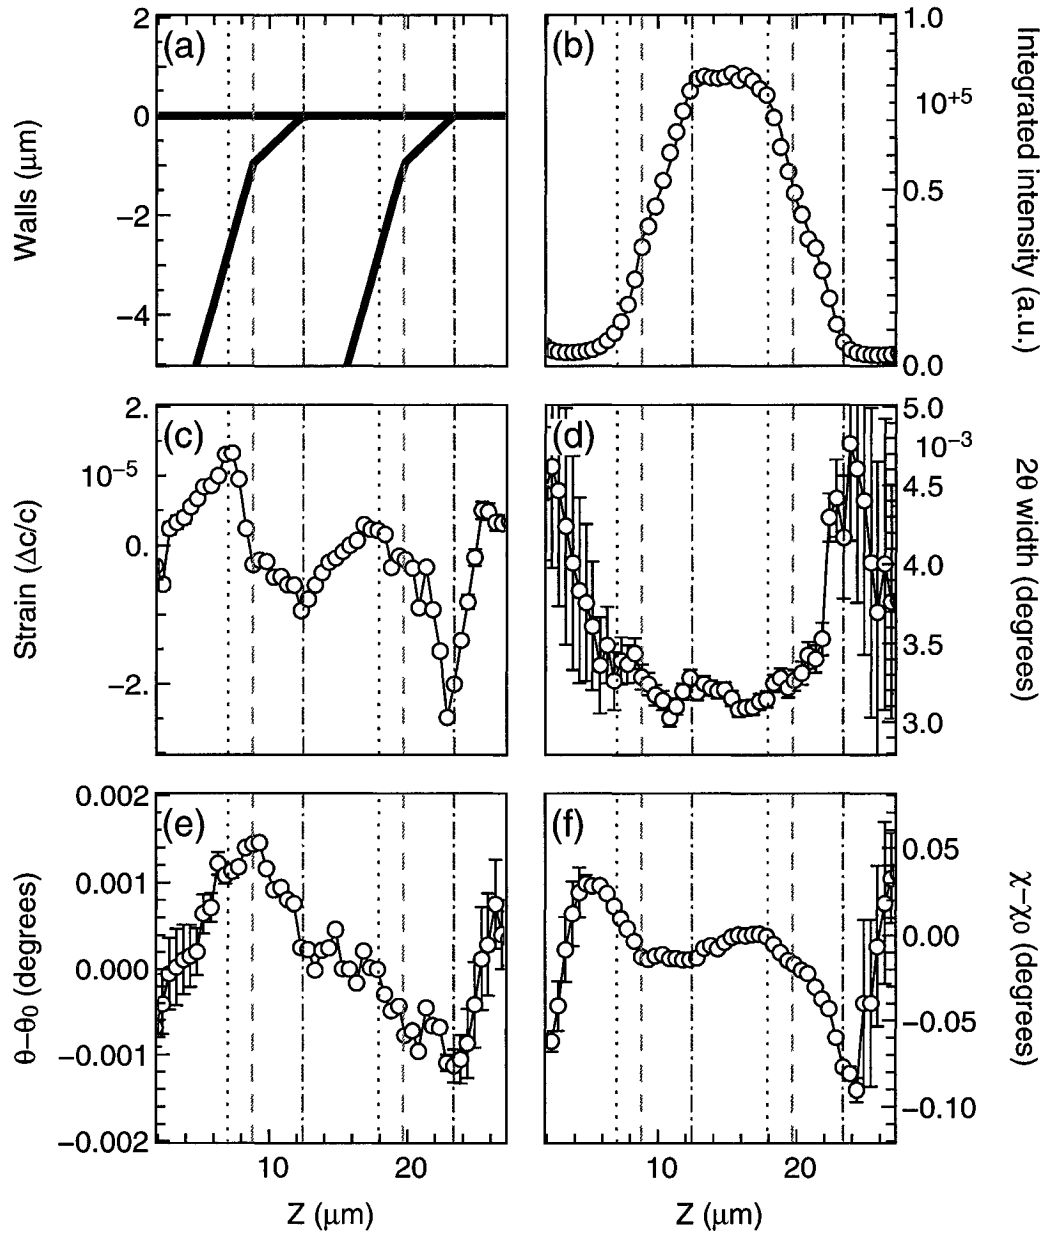 (a)
2
0
−2
−4
Walls (μm)
(b)
1.0
10⁺⁵
0.5
0.0
Integrated intensity (a.u.)
(c)
2.
10⁻⁵
0.
−2.
Strain (Δc/c)
(d)
5.0
10⁻³
4.5
4.0
3.5
3.0
2θ width (degrees)
(e)
0.002
0.001
0.000
−0.001
−0.002
θ−θ₀ (degrees)
10 20
Z (μm)
(f)
0.05
0.00
−0.05
−0.10
χ−χ₀ (degrees)
10 20
Z (μm)